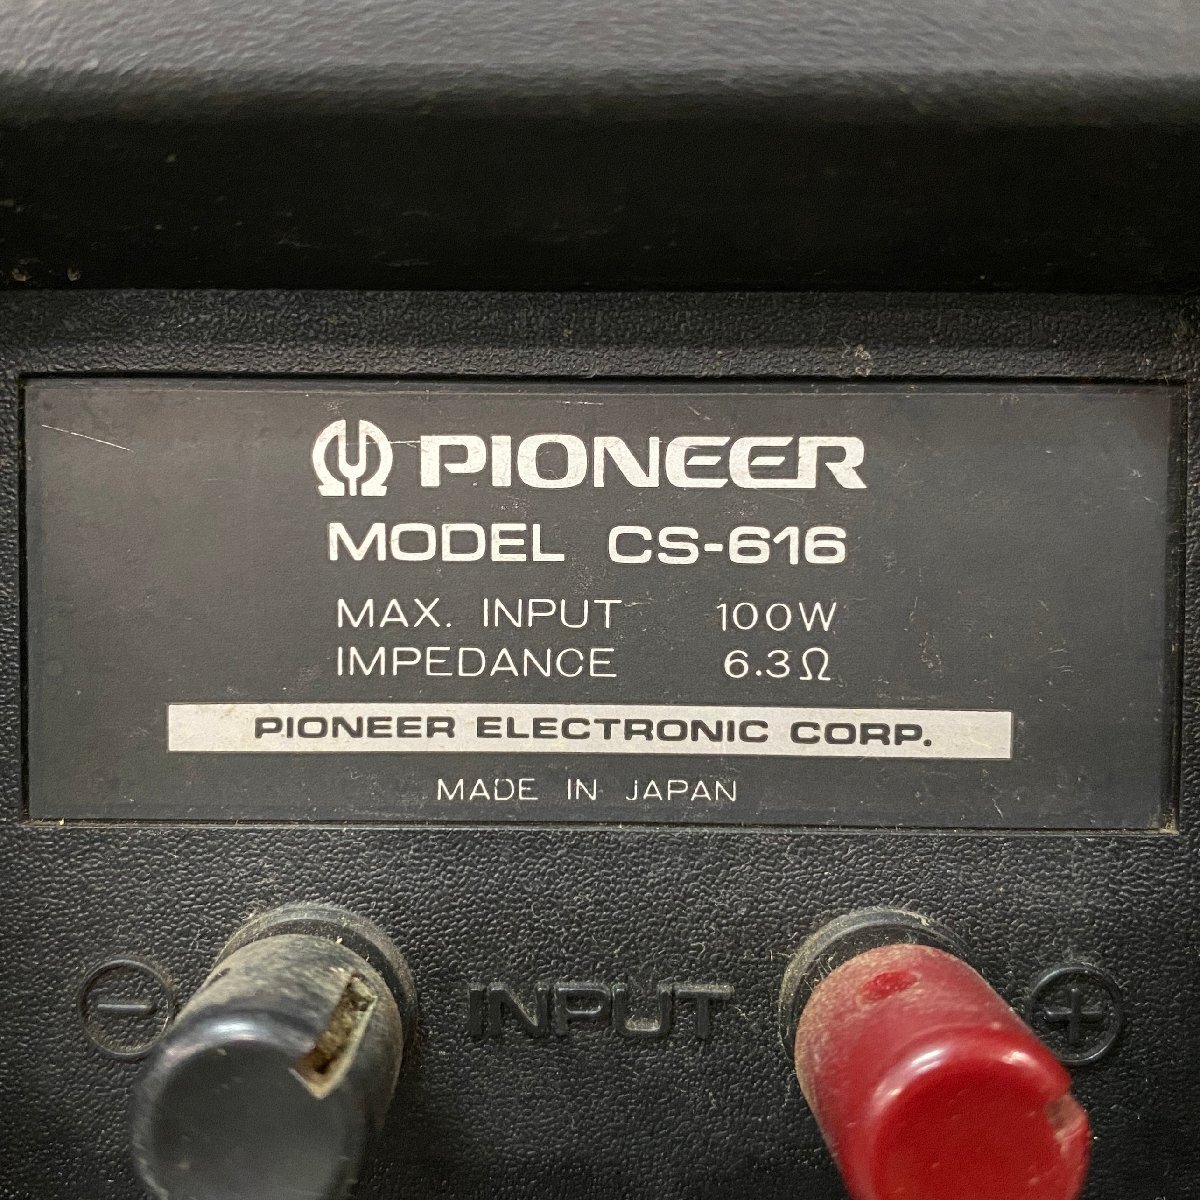 PIONEER
MODEL CS-616
MAX. INPUT 100W
IMPEDANCE 6.3Ω
PIONEER ELECTRONIC CORP.
MADE IN JAPAN
- INPUT +